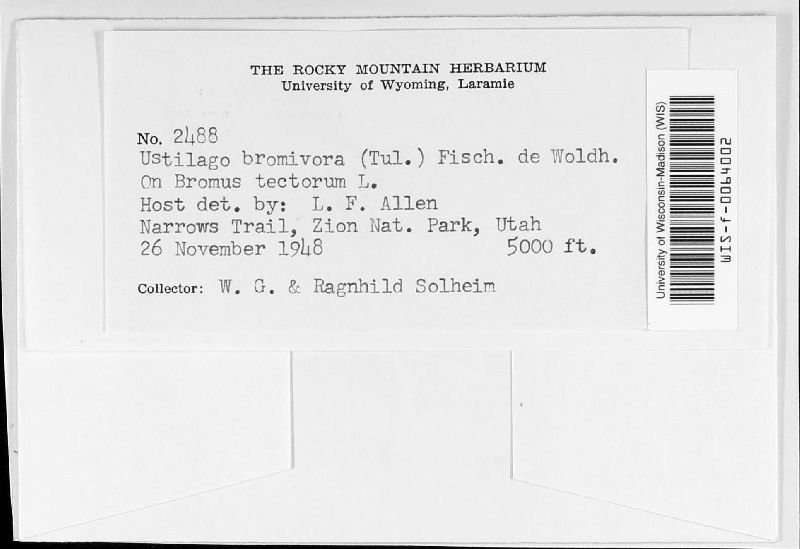 THE ROCKY MOUNTAIN HERBARIUM
University of Wyoming, Laramie
No. 2488
Ustilago bromivora (Tul.) Fisch. de Woldh.
On Bromus tectorum L.
Host det. by: L. F. Allen
Narrows Trail, Zion Nat. Park, Utah
26 November 1948 5000 ft.
Collector: W. G. & Ragnhild Solheim
University of Wisconsin-Madison (WIS)
WIS-f-0064002